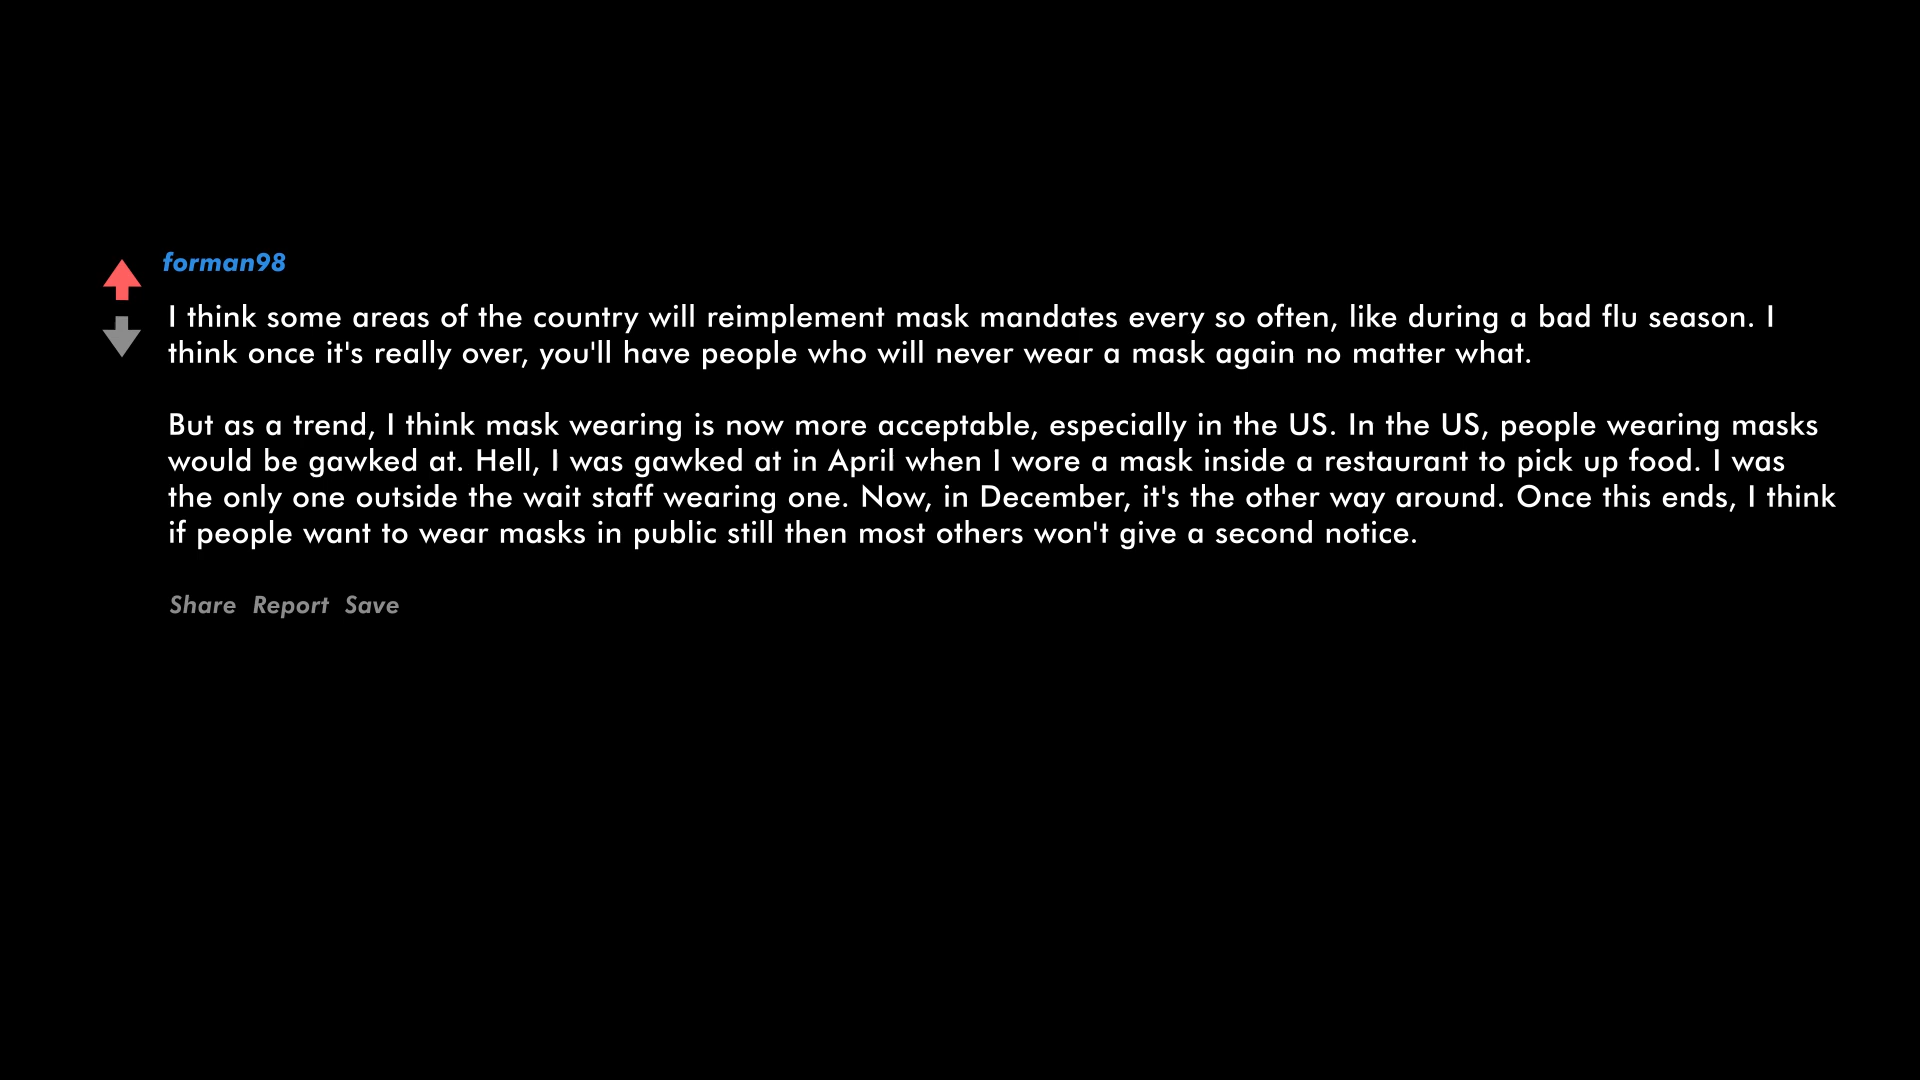 forman98
I think some areas of the country will reimplement mask mandates every so often, like during a bad flu season. I
think once it's really over, you'll have people who will never wear a mask again no matter what.
But as a trend, I think mask wearing is now more acceptable, especially in the US. In the US, people wearing masks
would be gawked at. Hell, I was gawked at in April when I wore a mask inside a restaurant to pick up food. I was
the only one outside the wait staff wearing one. Now, in December, it's the other way around. Once this ends, I think
if people want to wear masks in public still then most others won't give a second notice.
Share Report Save